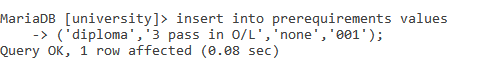 MariaDB [university]> insert into prerequirements values
    -> ('diploma','3 pass in O/L','none','001');
Query OK, 1 row affected (0.08 sec)